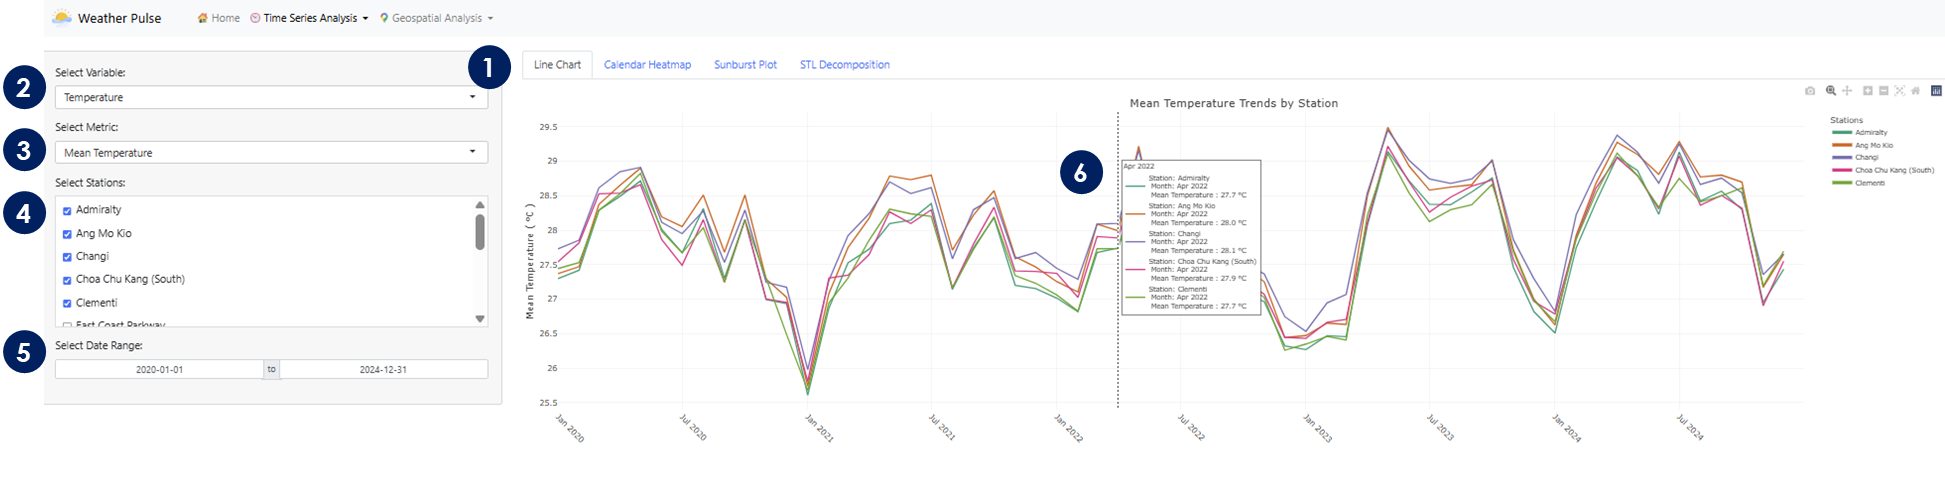 Weather Pulse
Home
Time Series Analysis
Geospatial Analysis
1
Line Chart
Calendar Heatmap
Sunburst Plot
STL Decomposition
Select Variable:
2
Temperature
Select Metric:
3
Mean Temperature
Select Stations:
4
Admiralty
Ang Mo Kio
Changi
Choa Chu Kang (South)
Clementi
East Coast Parkway
5
Select Date Range:
2020-01-01 to 2024-12-31
Mean Temperature Trends by Station
Mean Temperature ( °C )
29.5
29
28.5
28
27.5
27
26.5
26
25.5
Jan 2020
Jul 2020
Jan 2021
Jul 2021
Jan 2022
Jul 2022
Jan 2023
Jul 2023
Jan 2024
Jul 2024
6
Apr 2022
Station: Admiralty
Month: Apr 2022
Mean Temperature : 27.7 °C
Station: Ang Mo Kio
Month: Apr 2022
Mean Temperature : 28.0 °C
Station: Changi
Month: Apr 2022
Mean Temperature : 28.1 °C
Station: Choa Chu Kang (South)
Month: Apr 2022
Mean Temperature : 27.9 °C
Station: Clementi
Month: Apr 2022
Mean Temperature : 27.7 °C
Stations
Admiralty
Ang Mo Kio
Changi
Choa Chu Kang (South)
Clementi